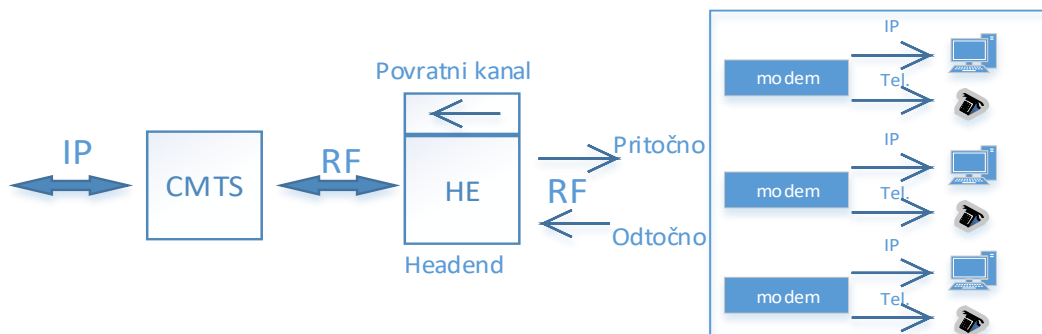 IP
CMTS
RF
Povratni kanal
HE
Headend
Pritočno
RF
Odtočno
modem
IP
Tel.
modem
IP
Tel.
modem
IP
Tel.